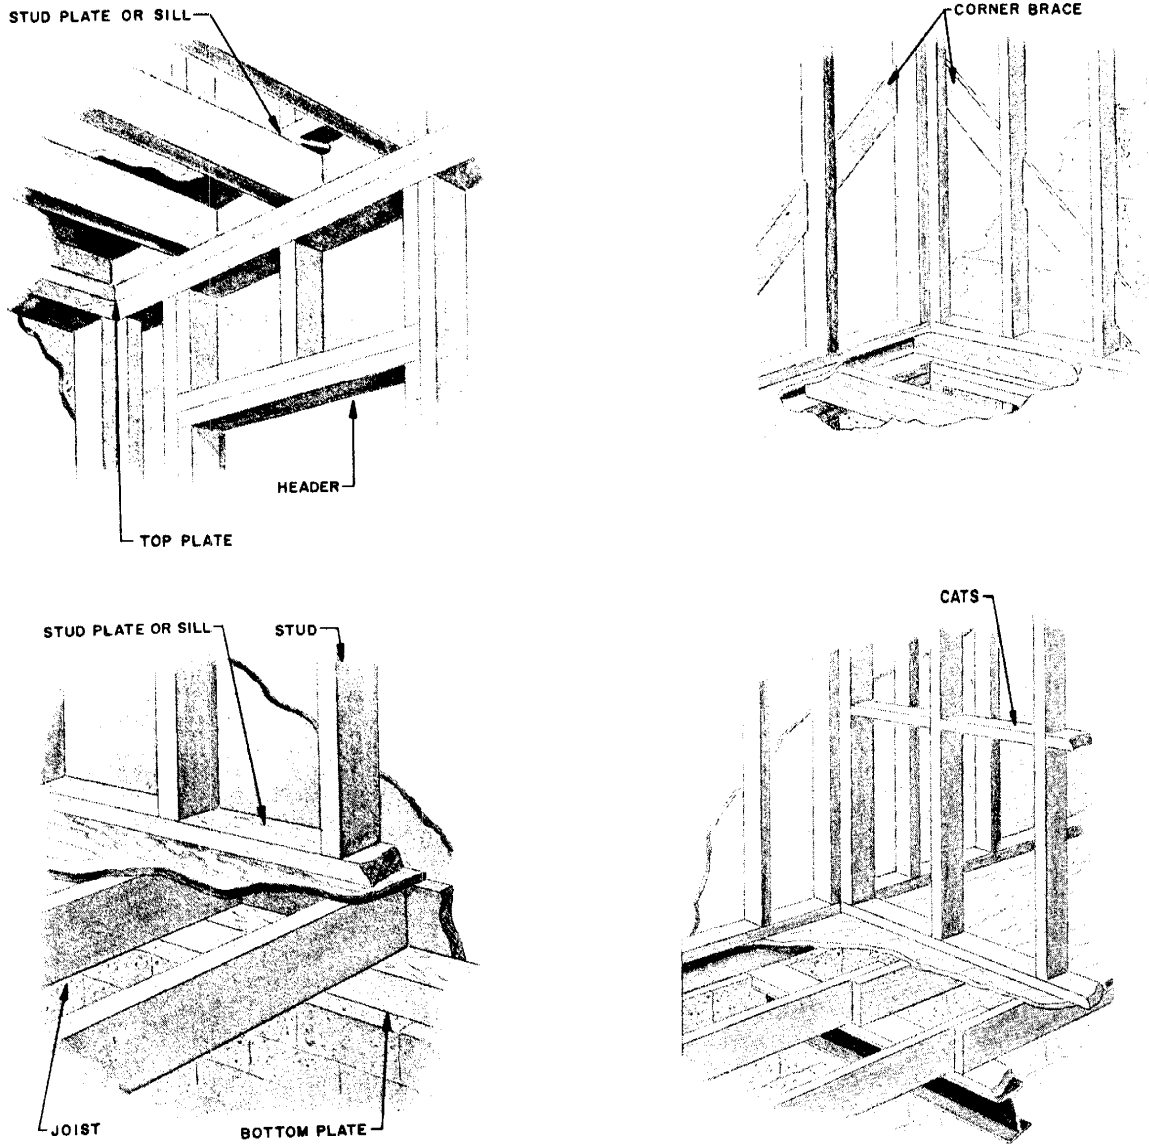 STUD PLATE OR SILL
CORNER BRACE
HEADER
TOP PLATE
STUD PLATE OR SILL
STUD
CATS
JOIST
BOTTOM PLATE